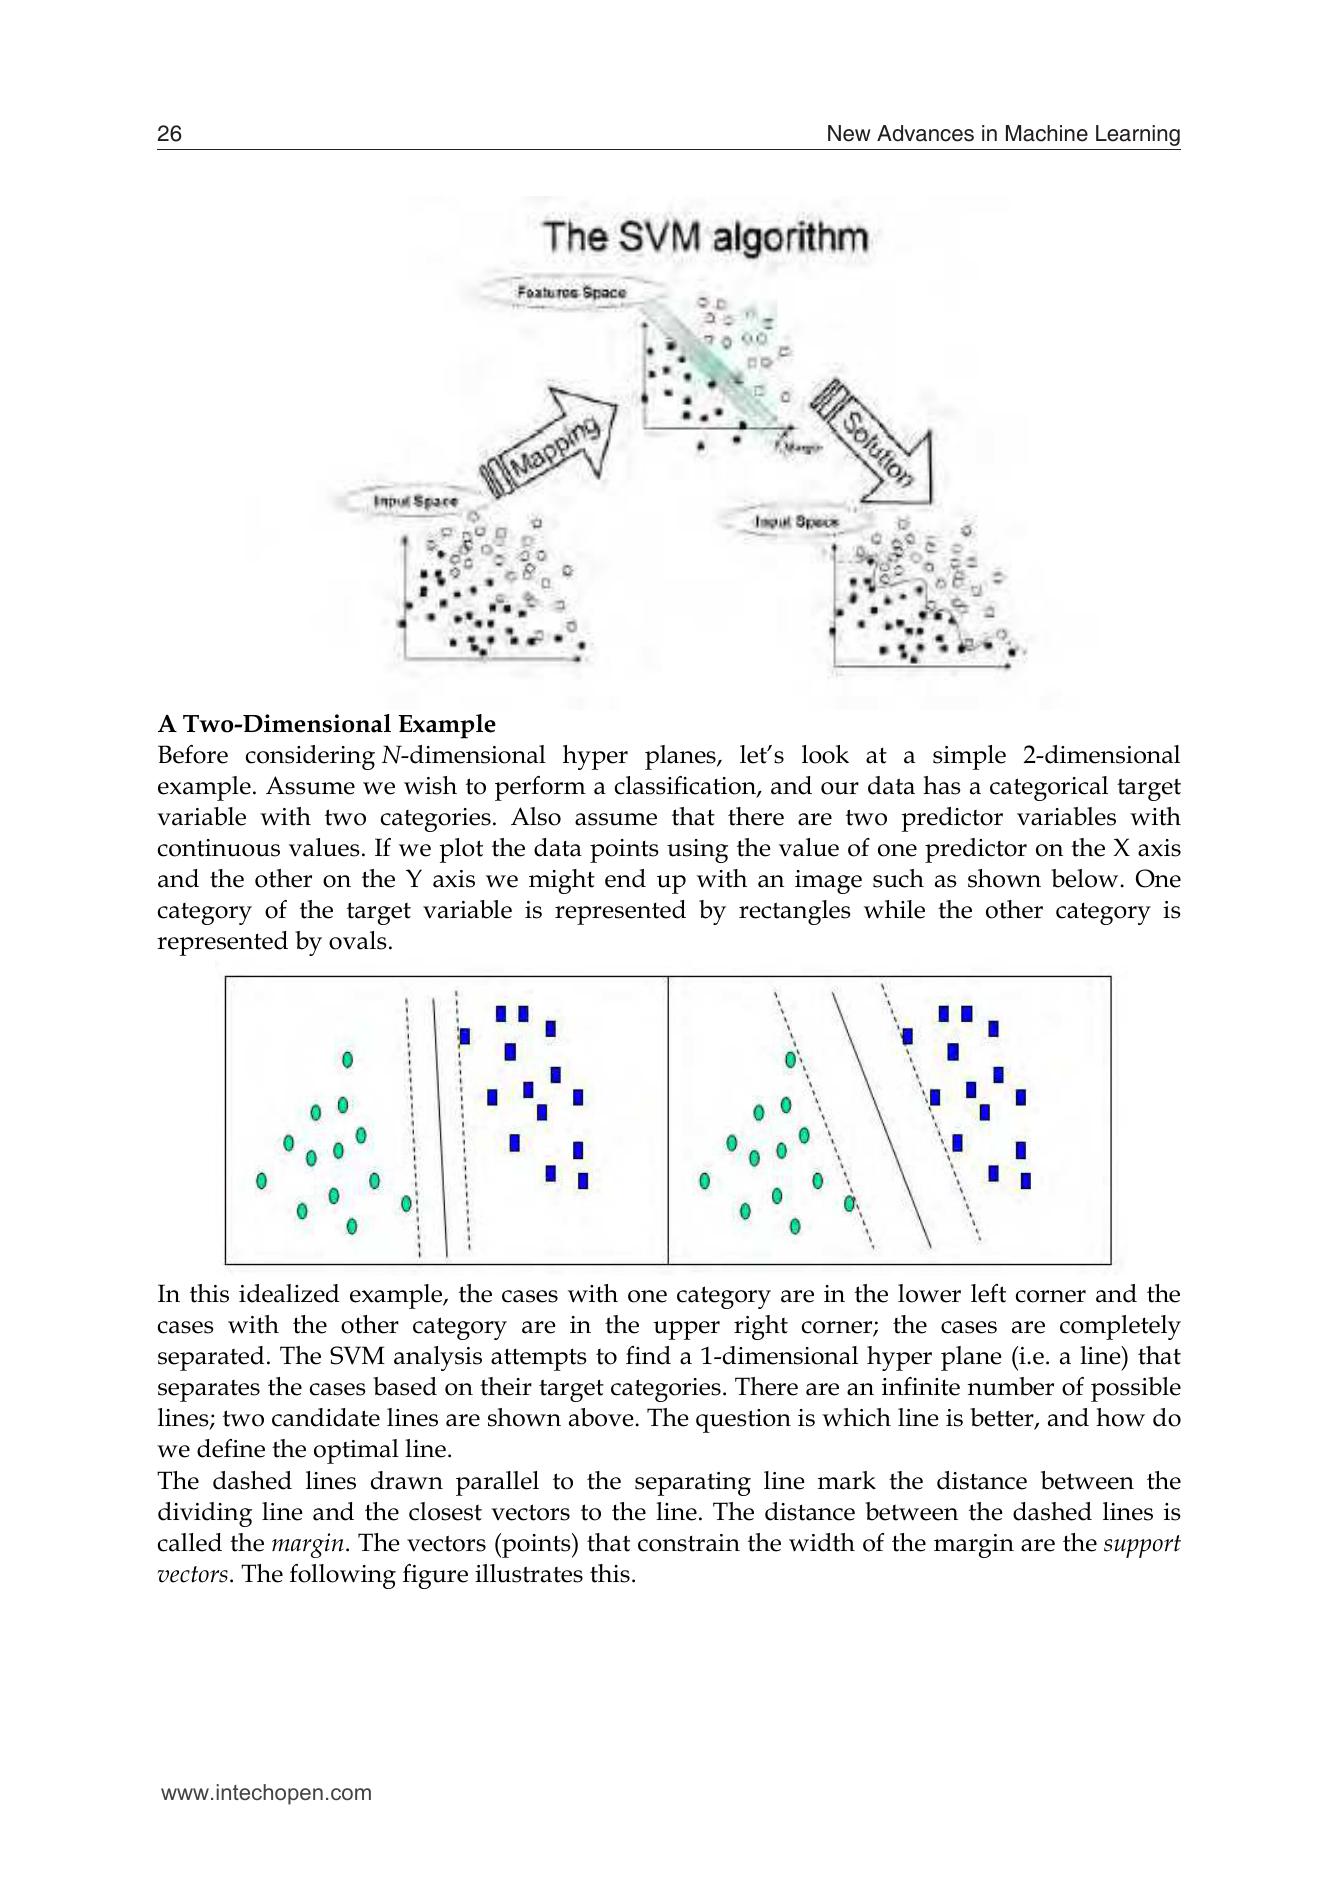 26
New Advances in Machine Learning
The SVM algorithm
Features Space
Mapping
Margin
Solution
Input Space
Input Space
A Two-Dimensional Example
Before considering N-dimensional hyper planes, let’s look at a simple 2-dimensional
example. Assume we wish to perform a classification, and our data has a categorical target
variable with two categories. Also assume that there are two predictor variables with
continuous values. If we plot the data points using the value of one predictor on the X axis
and the other on the Y axis we might end up with an image such as shown below. One
category of the target variable is represented by rectangles while the other category is
represented by ovals.
In this idealized example, the cases with one category are in the lower left corner and the
cases with the other category are in the upper right corner; the cases are completely
separated. The SVM analysis attempts to find a 1-dimensional hyper plane (i.e. a line) that
separates the cases based on their target categories. There are an infinite number of possible
lines; two candidate lines are shown above. The question is which line is better, and how do
we define the optimal line.
The dashed lines drawn parallel to the separating line mark the distance between the
dividing line and the closest vectors to the line. The distance between the dashed lines is
called the margin. The vectors (points) that constrain the width of the margin are the support
vectors. The following figure illustrates this.
www.intechopen.com